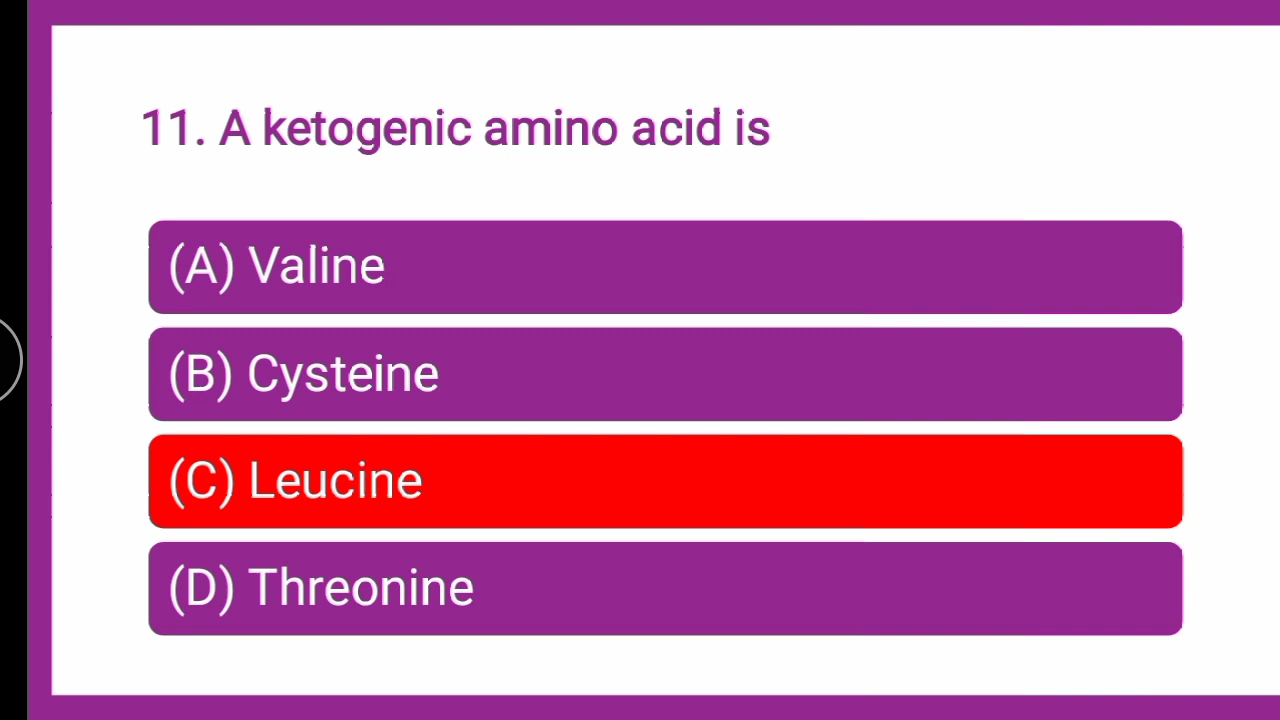 11. A ketogenic amino acid is
(A) Valine
(B) Cysteine
(C) Leucine
(D) Threonine